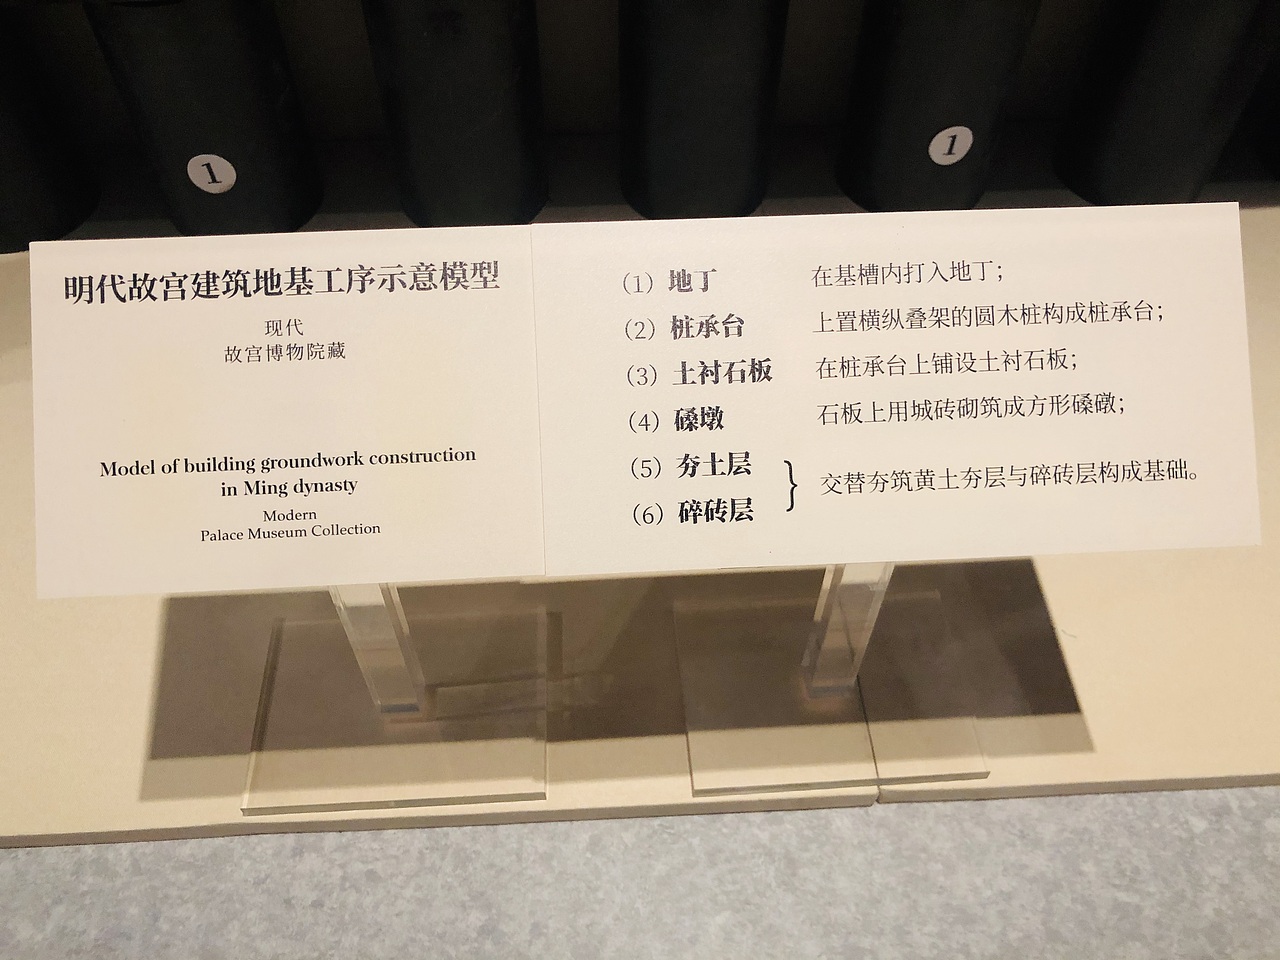 1
1
明代故宫建筑地基工序示意模型
现代
故宫博物院藏
Model of building groundwork construction
in Ming dynasty
Modern
Palace Museum Collection
（1）地丁 在基槽内打入地丁；
（2）桩承台 上置横纵叠架的圆木桩构成桩承台；
（3）土衬石板 在桩承台上铺设土衬石板；
（4）磉墩 石板上用城砖砌筑成方形磉礅；
（5）夯土层
（6）碎砖层
} 交替夯筑黄土夯层与碎砖层构成基础。